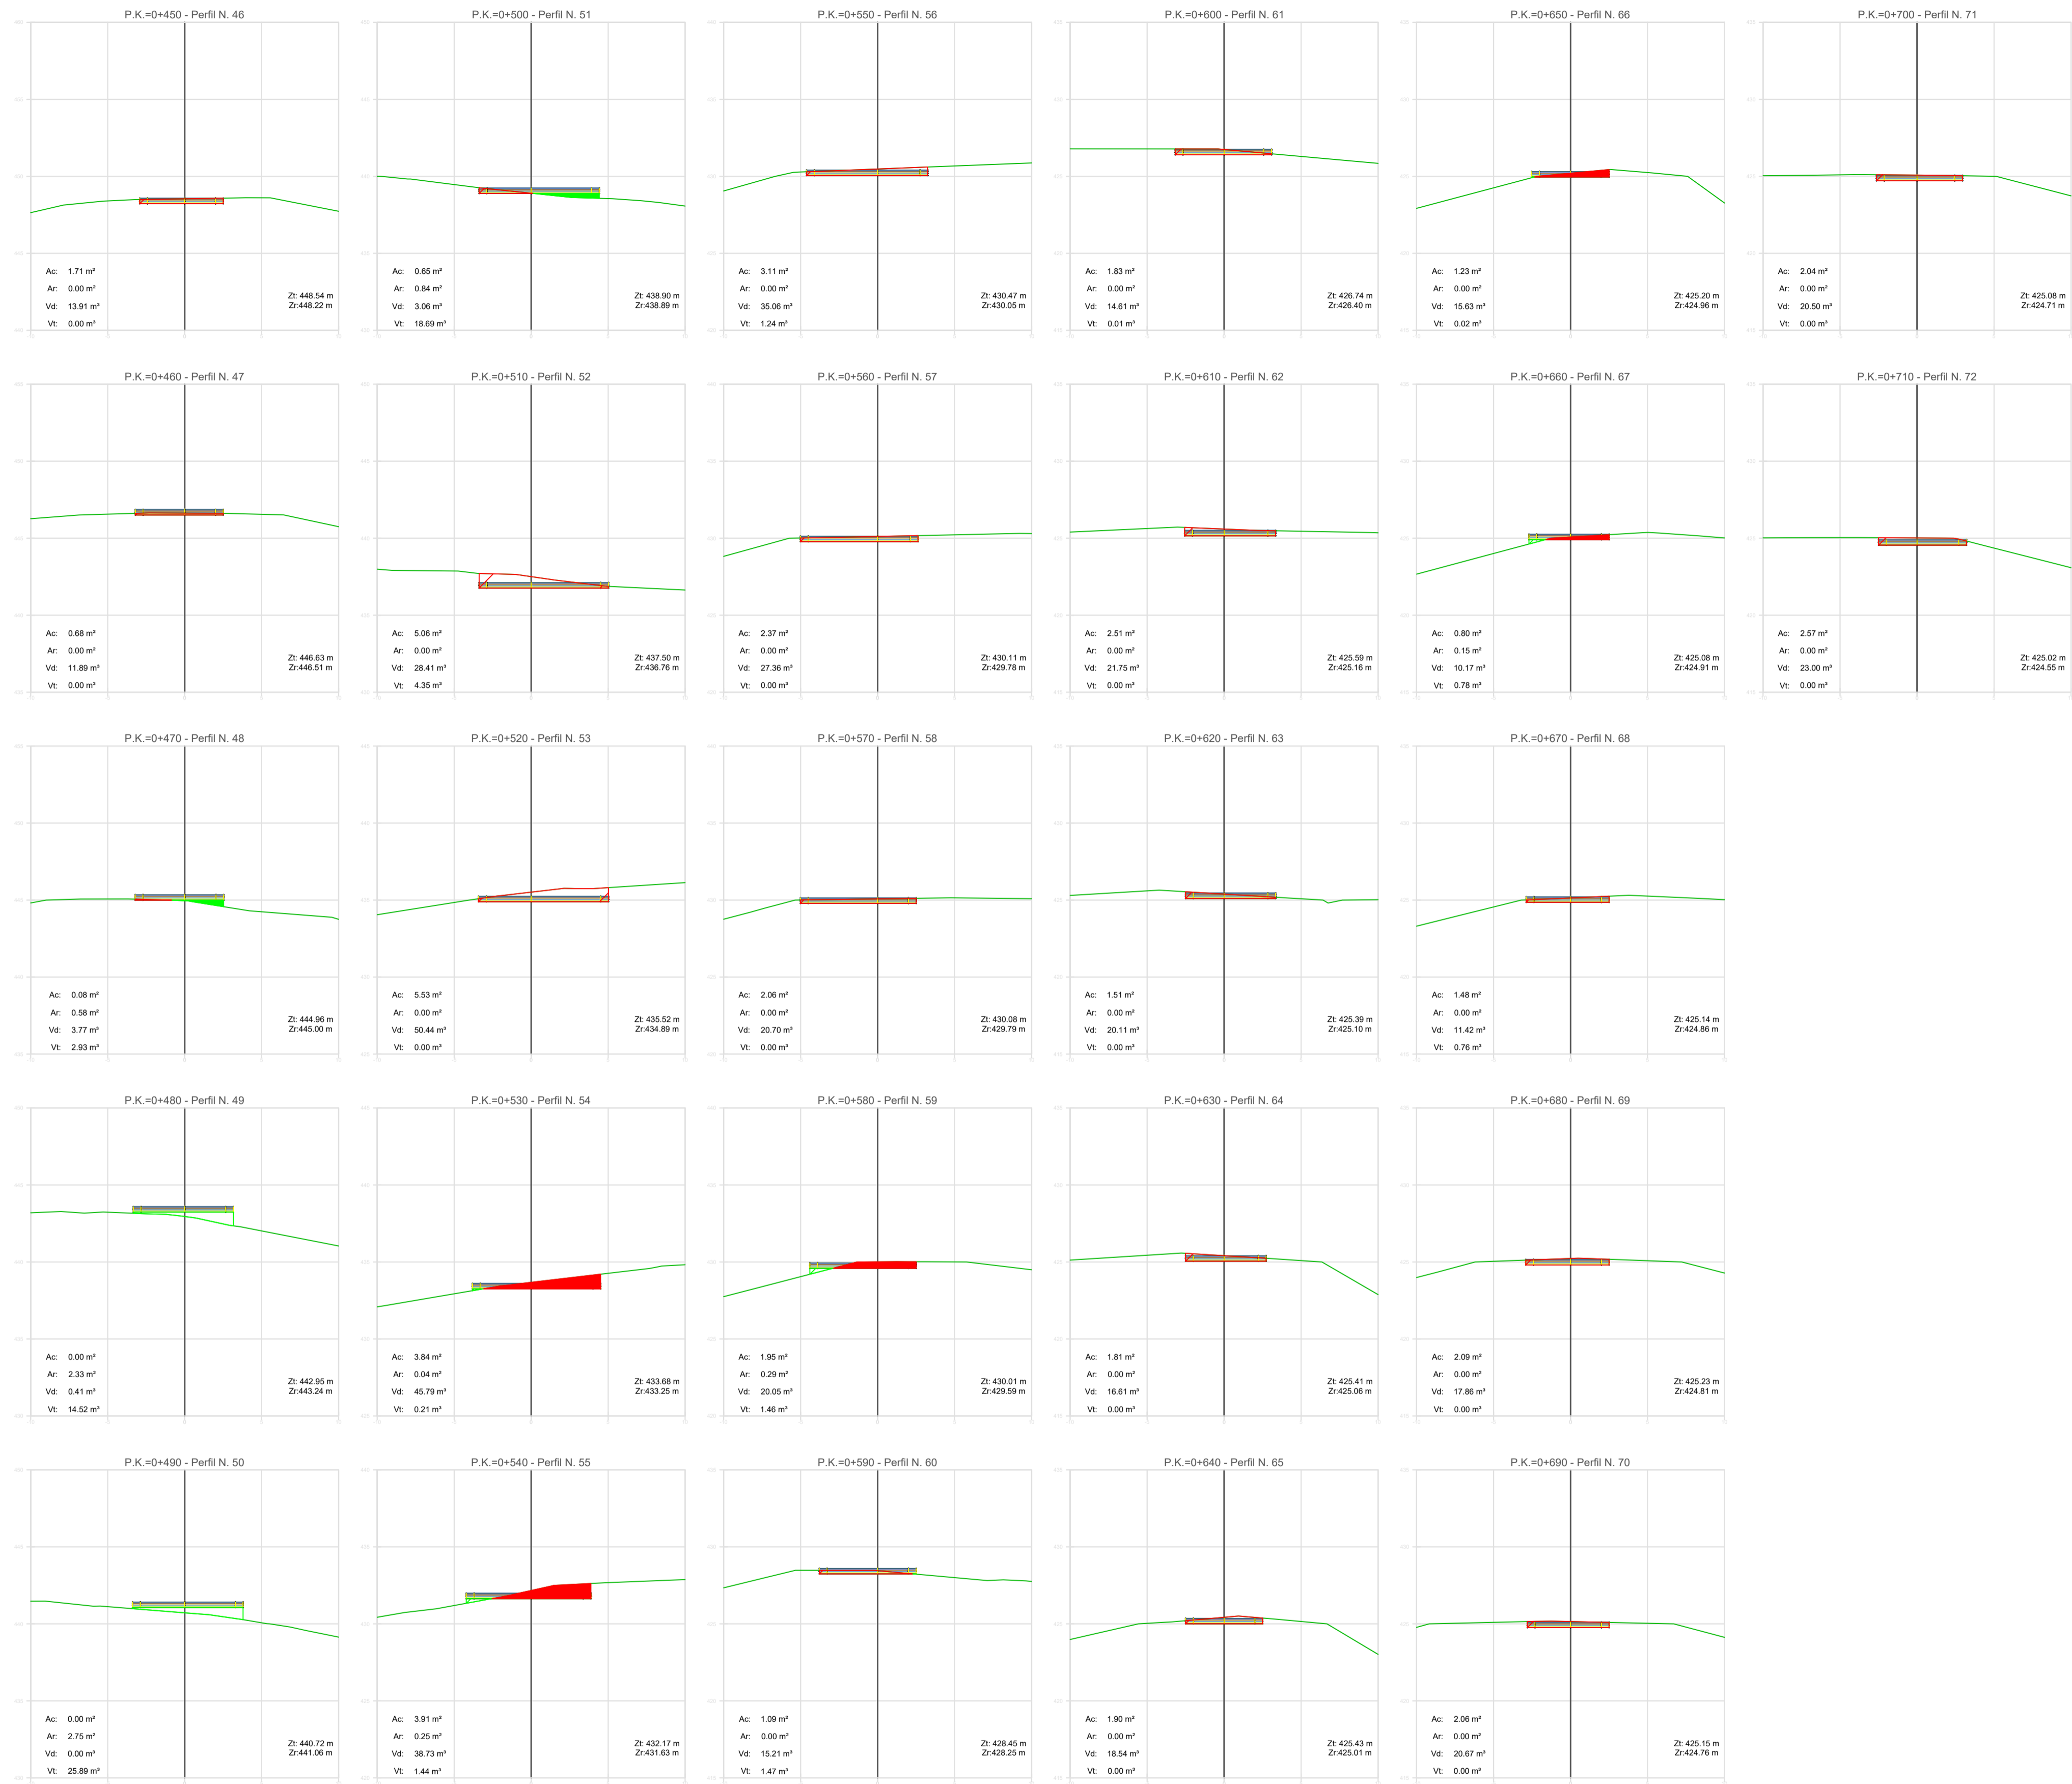 P.K.=0+450 - Perfil N. 46
Ac: 1.71 m²
Ar: 0.00 m²
Vd: 13.91 m³
Vt: 0.00 m³
Zt: 448.54 m
Zr:448.22 m
P.K.=0+500 - Perfil N. 51
Ac: 0.65 m²
Ar: 0.84 m²
Vd: 3.06 m³
Vt: 18.69 m³
Zt: 438.90 m
Zr:438.89 m
P.K.=0+550 - Perfil N. 56
Ac: 3.11 m²
Ar: 0.00 m²
Vd: 35.06 m³
Vt: 1.24 m³
Zt: 430.47 m
Zr:430.05 m
P.K.=0+600 - Perfil N. 61
Ac: 1.83 m²
Ar: 0.00 m²
Vd: 14.61 m³
Vt: 0.01 m³
Zt: 426.74 m
Zr:426.40 m
P.K.=0+650 - Perfil N. 66
Ac: 1.23 m²
Ar: 0.00 m²
Vd: 15.63 m³
Vt: 0.02 m³
Zt: 425.20 m
Zr:424.96 m
P.K.=0+700 - Perfil N. 71
Ac: 2.04 m²
Ar: 0.00 m²
Vd: 20.50 m³
Vt: 0.00 m³
Zt: 425.08 m
Zr:424.71 m
P.K.=0+460 - Perfil N. 47
Ac: 0.68 m²
Ar: 0.00 m²
Vd: 11.89 m³
Vt: 0.00 m³
Zt: 446.63 m
Zr:446.51 m
P.K.=0+510 - Perfil N. 52
Ac: 5.06 m²
Ar: 0.00 m²
Vd: 28.41 m³
Vt: 4.35 m³
Zt: 437.50 m
Zr:436.76 m
P.K.=0+560 - Perfil N. 57
Ac: 2.37 m²
Ar: 0.00 m²
Vd: 27.36 m³
Vt: 0.00 m³
Zt: 430.11 m
Zr:429.78 m
P.K.=0+610 - Perfil N. 62
Ac: 2.51 m²
Ar: 0.00 m²
Vd: 21.75 m³
Vt: 0.00 m³
Zt: 425.59 m
Zr:425.16 m
P.K.=0+660 - Perfil N. 67
Ac: 0.80 m²
Ar: 0.15 m²
Vd: 10.17 m³
Vt: 0.78 m³
Zt: 425.08 m
Zr:424.91 m
P.K.=0+710 - Perfil N. 72
Ac: 2.57 m²
Ar: 0.00 m²
Vd: 23.00 m³
Vt: 0.00 m³
Zt: 425.02 m
Zr:424.55 m
P.K.=0+470 - Perfil N. 48
Ac: 0.08 m²
Ar: 0.58 m²
Vd: 3.77 m³
Vt: 2.93 m³
Zt: 444.96 m
Zr:445.00 m
P.K.=0+520 - Perfil N. 53
Ac: 5.53 m²
Ar: 0.00 m²
Vd: 50.44 m³
Vt: 0.00 m³
Zt: 435.52 m
Zr:434.89 m
P.K.=0+570 - Perfil N. 58
Ac: 2.06 m²
Ar: 0.00 m²
Vd: 20.70 m³
Vt: 0.00 m³
Zt: 430.08 m
Zr:429.79 m
P.K.=0+620 - Perfil N. 63
Ac: 1.51 m²
Ar: 0.00 m²
Vd: 20.11 m³
Vt: 0.00 m³
Zt: 425.39 m
Zr:425.10 m
P.K.=0+670 - Perfil N. 68
Ac: 1.48 m²
Ar: 0.00 m²
Vd: 11.42 m³
Vt: 0.76 m³
Zt: 425.14 m
Zr:424.86 m
P.K.=0+480 - Perfil N. 49
Ac: 0.00 m²
Ar: 2.33 m²
Vd: 0.41 m³
Vt: 14.52 m³
Zt: 442.95 m
Zr:443.24 m
P.K.=0+530 - Perfil N. 54
Ac: 3.84 m²
Ar: 0.04 m²
Vd: 45.79 m³
Vt: 0.21 m³
Zt: 433.68 m
Zr:433.25 m
P.K.=0+580 - Perfil N. 59
Ac: 1.95 m²
Ar: 0.29 m²
Vd: 20.05 m³
Vt: 1.46 m³
Zt: 430.01 m
Zr:429.59 m
P.K.=0+630 - Perfil N. 64
Ac: 1.81 m²
Ar: 0.00 m²
Vd: 16.61 m³
Vt: 0.00 m³
Zt: 425.41 m
Zr:425.06 m
P.K.=0+680 - Perfil N. 69
Ac: 2.09 m²
Ar: 0.00 m²
Vd: 17.86 m³
Vt: 0.00 m³
Zt: 425.23 m
Zr:424.81 m
P.K.=0+490 - Perfil N. 50
Ac: 0.00 m²
Ar: 2.75 m²
Vd: 0.00 m³
Vt: 25.89 m³
Zt: 440.72 m
Zr:441.06 m
P.K.=0+540 - Perfil N. 55
Ac: 3.91 m²
Ar: 0.25 m²
Vd: 38.73 m³
Vt: 1.44 m³
Zt: 432.17 m
Zr:431.63 m
P.K.=0+590 - Perfil N. 60
Ac: 1.09 m²
Ar: 0.00 m²
Vd: 15.21 m³
Vt: 1.47 m³
Zt: 428.45 m
Zr:428.25 m
P.K.=0+640 - Perfil N. 65
Ac: 1.90 m²
Ar: 0.00 m²
Vd: 18.54 m³
Vt: 0.00 m³
Zt: 425.43 m
Zr:425.01 m
P.K.=0+690 - Perfil N. 70
Ac: 2.06 m²
Ar: 0.00 m²
Vd: 20.67 m³
Vt: 0.00 m³
Zt: 425.15 m
Zr:424.76 m